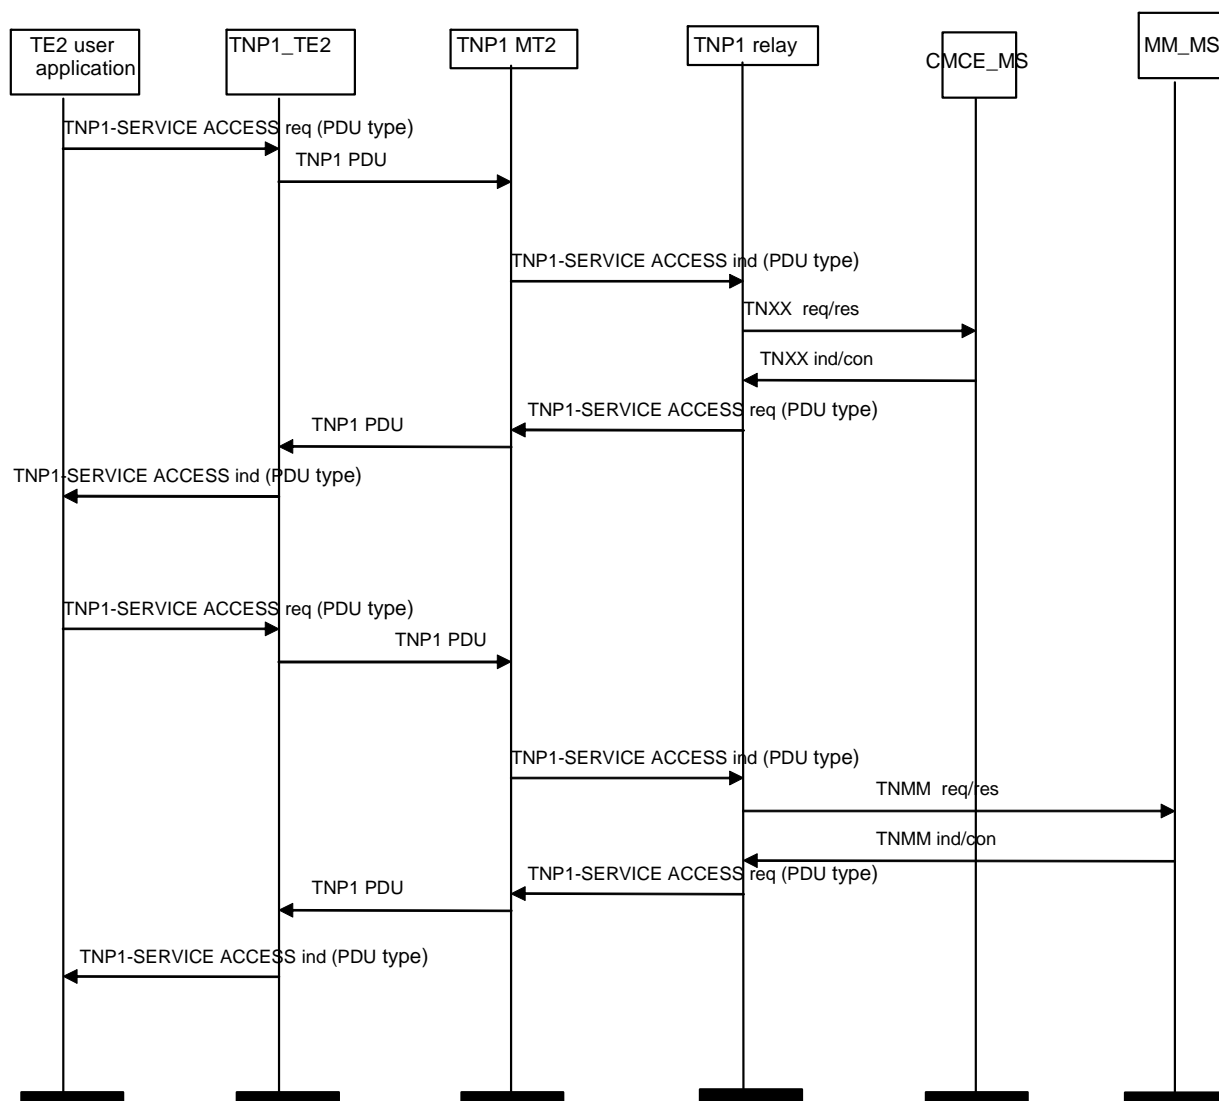 TE2 user
application
TNP1_TE2
TNP1 MT2
TNP1 relay
CMCE_MS
MM_MS
TNP1-SERVICE ACCESS req (PDU type)
TNP1 PDU
TNP1-SERVICE ACCESS ind (PDU type)
TNXX req/res
TNXX ind/con
TNP1-SERVICE ACCESS req (PDU type)
TNP1 PDU
TNP1-SERVICE ACCESS ind (PDU type)
TNP1-SERVICE ACCESS req (PDU type)
TNP1 PDU
TNP1-SERVICE ACCESS ind (PDU type)
TNMM req/res
TNMM ind/con
TNP1-SERVICE ACCESS req (PDU type)
TNP1 PDU
TNP1-SERVICE ACCESS ind (PDU type)